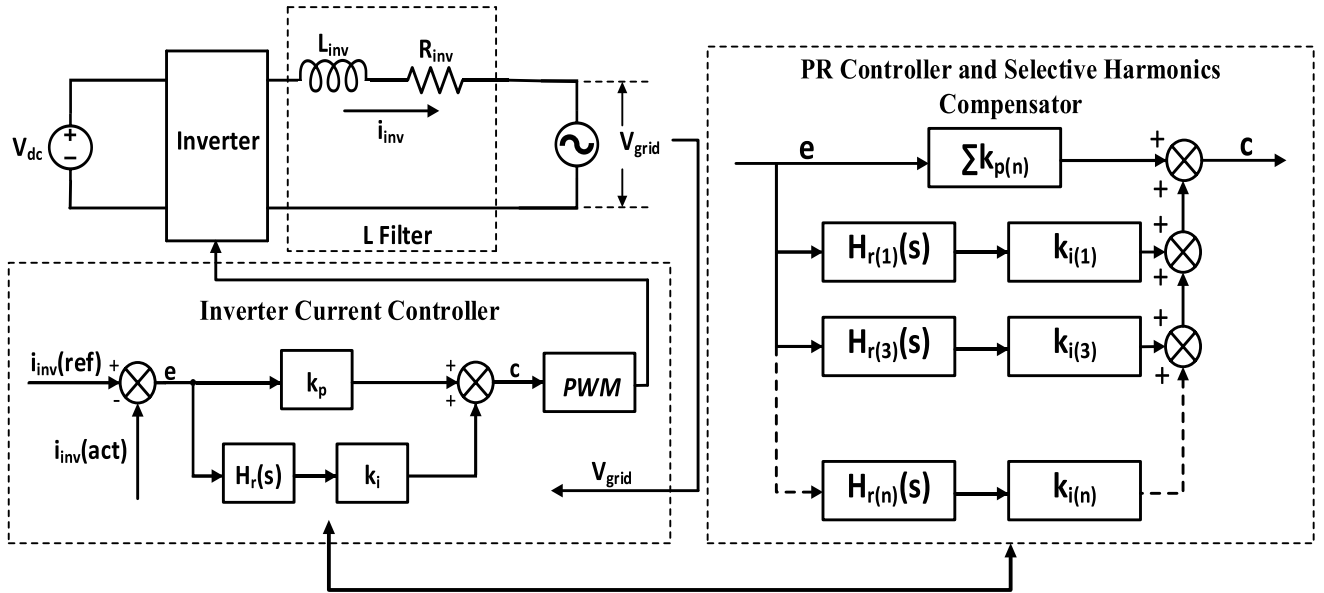 L_inv
R_inv
i_inv
V_dc
+
−
Inverter
V_grid
L Filter
Inverter Current Controller
i_inv(ref)
+
-
e
k_p
+
+
c
PWM
i_inv(act)
H_r(s)
k_i
V_grid
PR Controller and Selective Harmonics
Compensator
e
∑k_p(n)
+
c
+
H_r(1)(s)
k_i(1)
+
+
H_r(3)(s)
k_i(3)
+
+
H_r(n)(s)
k_i(n)